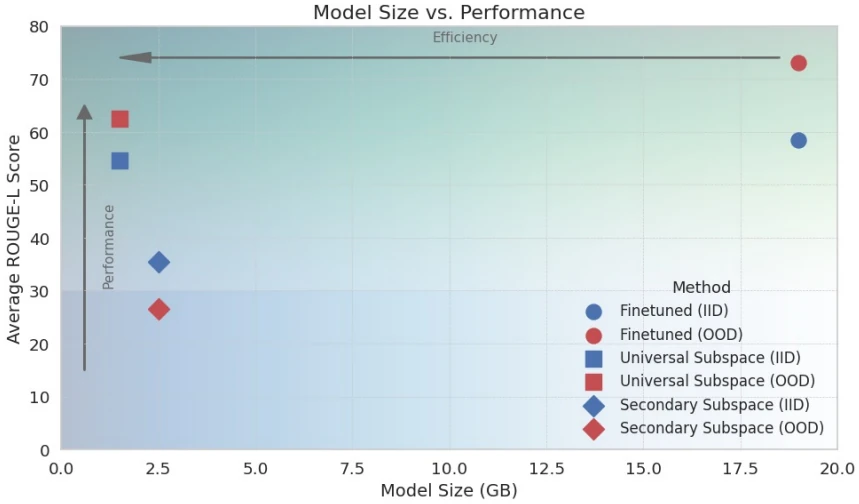 Model Size vs. Performance
Efficiency
Performance
Average ROUGE-L Score
80
70
60
50
40
30
20
10
0
Method
Finetuned (IID)
Finetuned (OOD)
Universal Subspace (IID)
Universal Subspace (OOD)
Secondary Subspace (IID)
Secondary Subspace (OOD)
0.0 2.5 5.0 7.5 10.0 12.5 15.0 17.5 20.0
Model Size (GB)